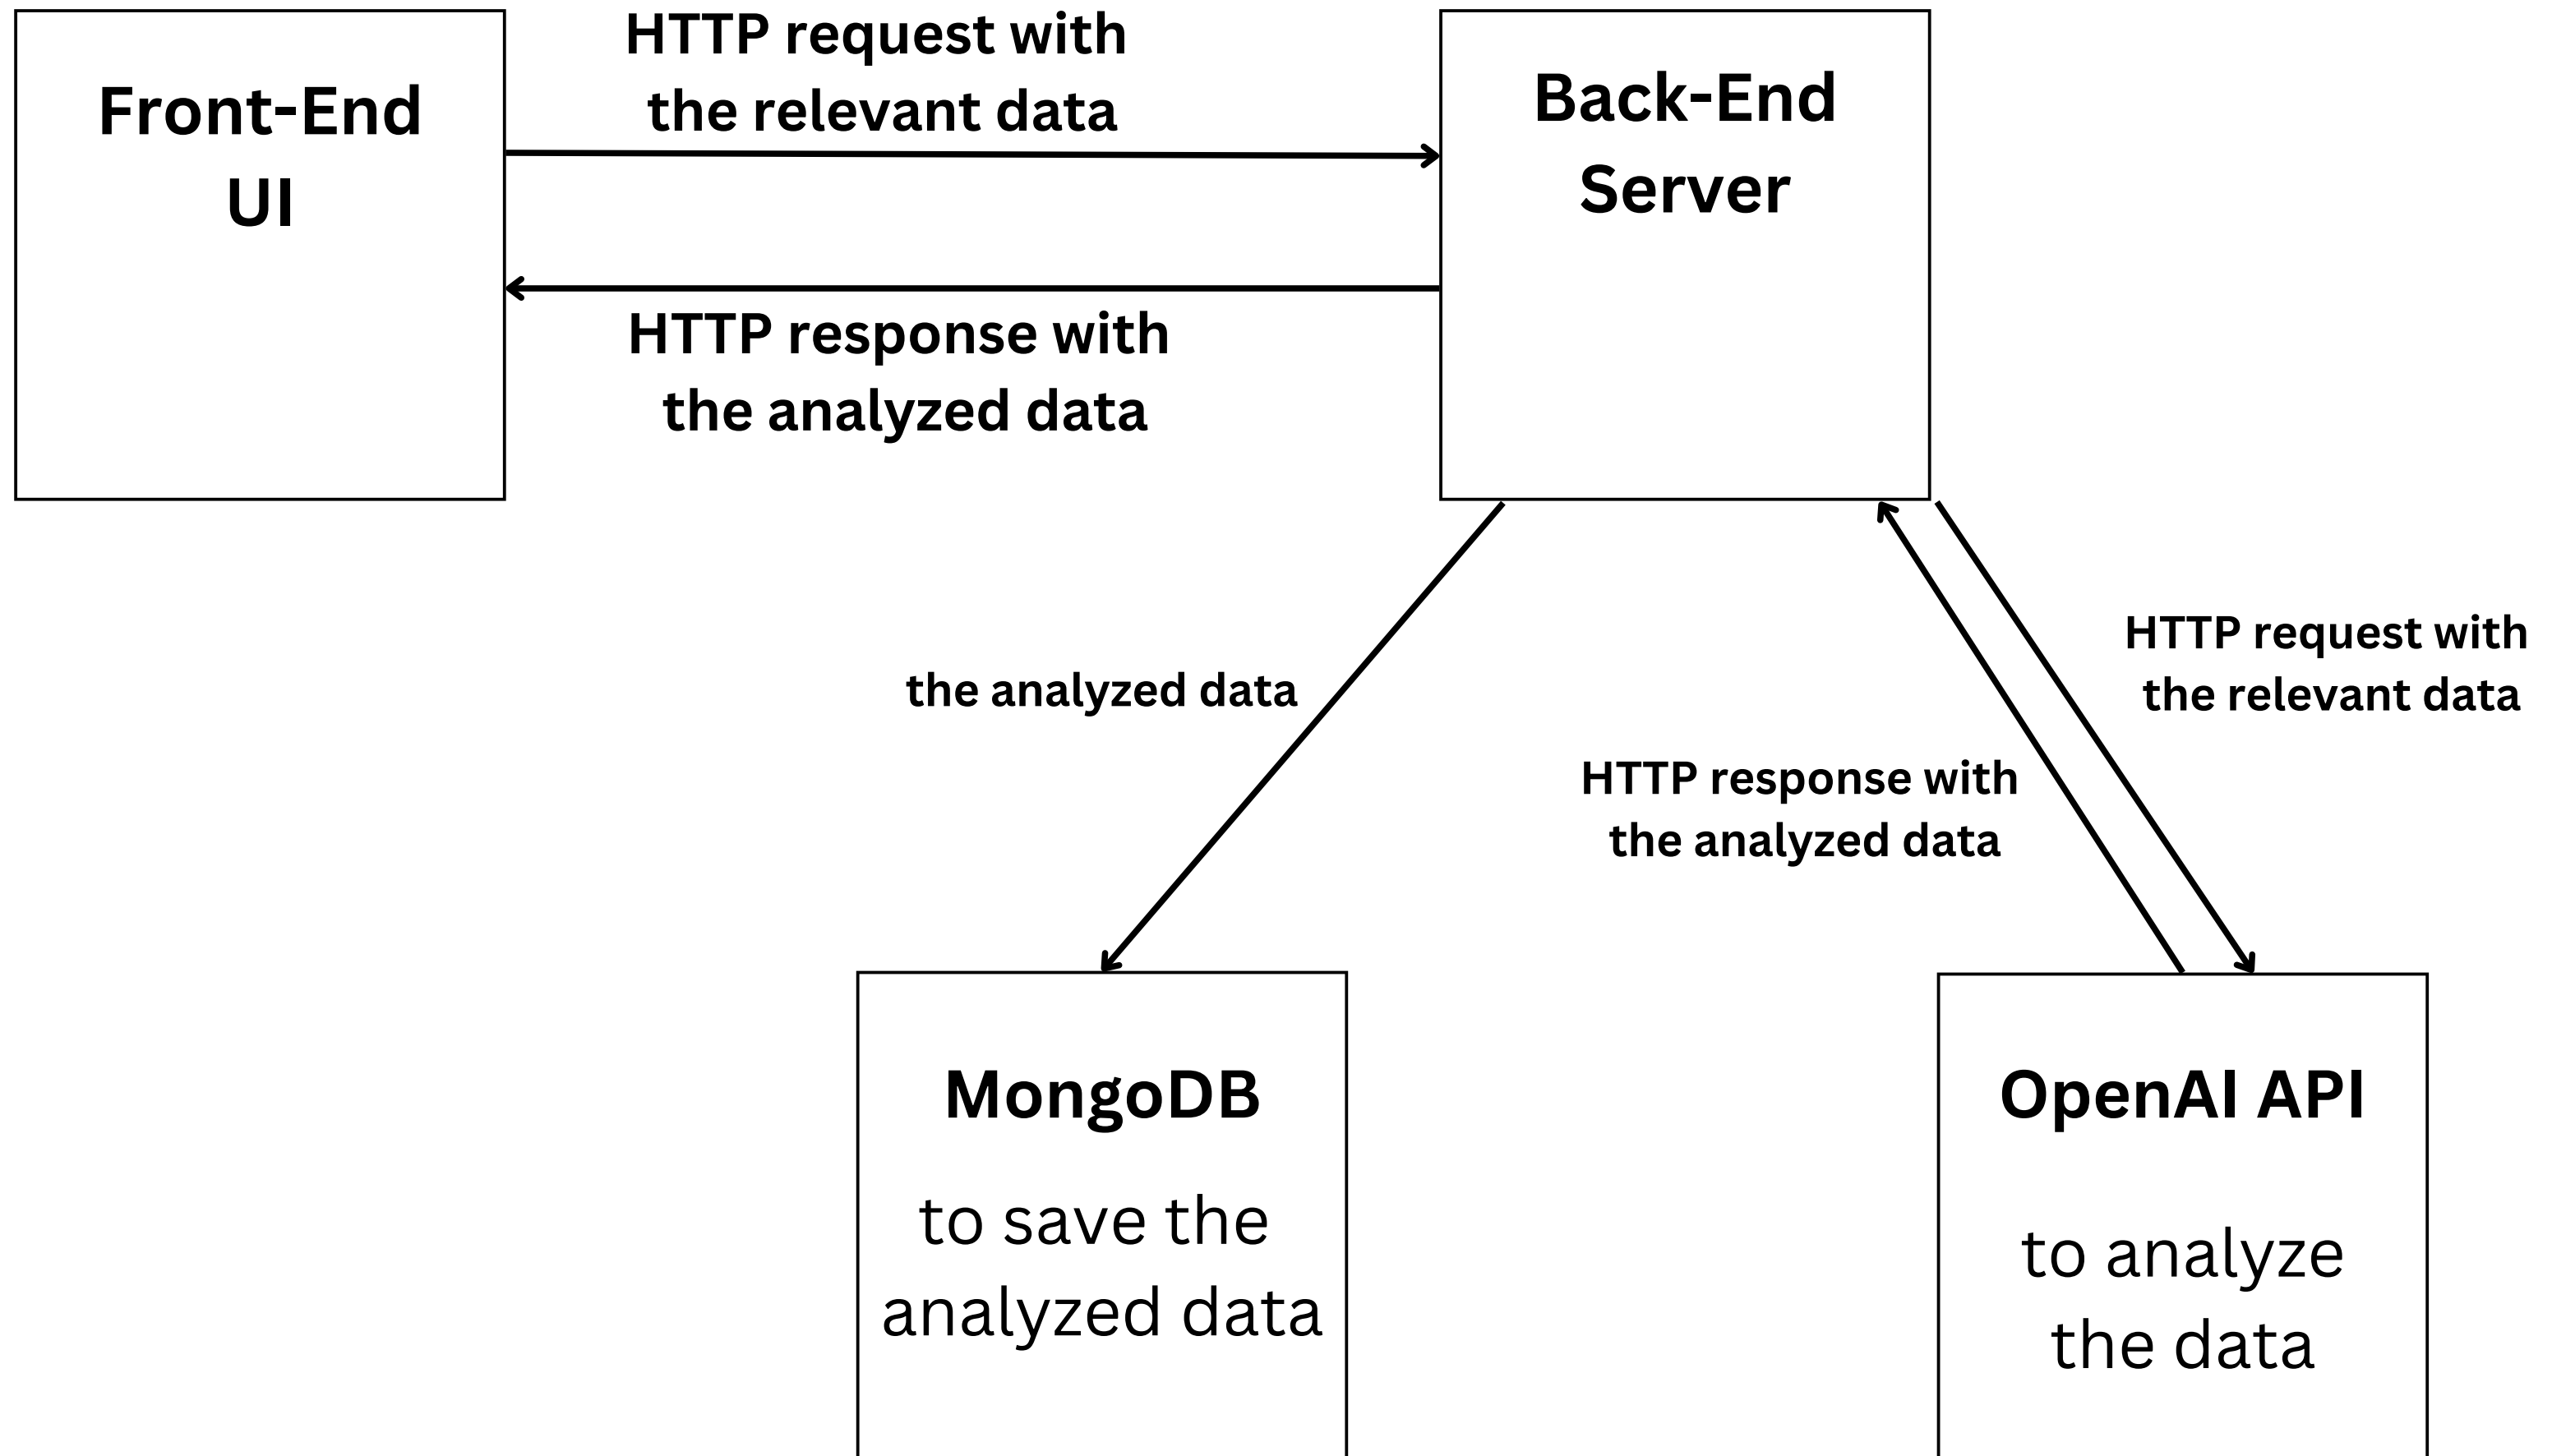 HTTP request with
the relevant data
Front-End
UI
Back-End
Server
HTTP response with
the analyzed data
HTTP request with
the relevant data
the analyzed data
HTTP response with
the analyzed data
MongoDB
to save the
analyzed data
OpenAI API
to analyze
the data